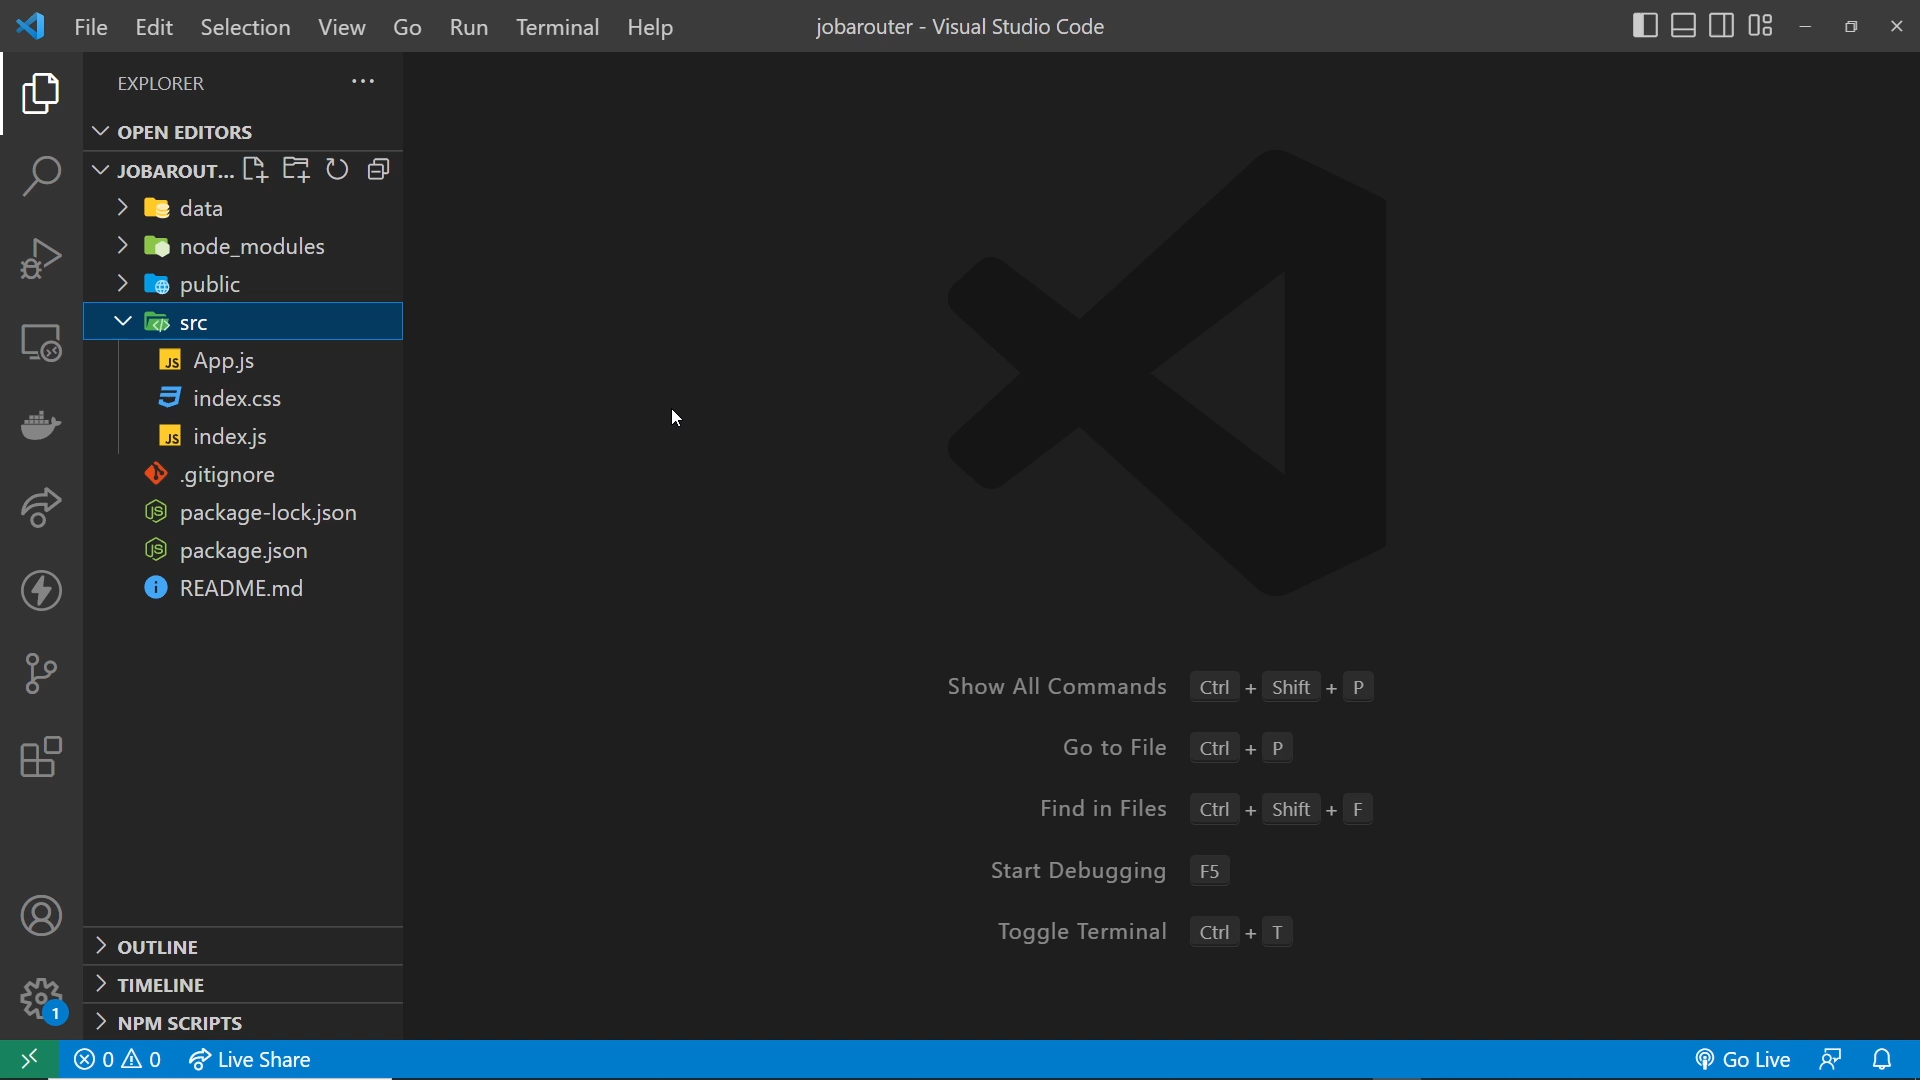 File Edit Selection View Go Run Terminal Help
jobarouter - Visual Studio Code
EXPLORER
OPEN EDITORS
JOBAROUT...
data
node_modules
public
src
App.js
index.css
index.js
.gitignore
package-lock.json
package.json
README.md
Show All Commands Ctrl + Shift + P
Go to File Ctrl + P
Find in Files Ctrl + Shift + F
Start Debugging F5
Toggle Terminal Ctrl + T
OUTLINE
TIMELINE
NPM SCRIPTS
1
0 0 Live Share
Go Live